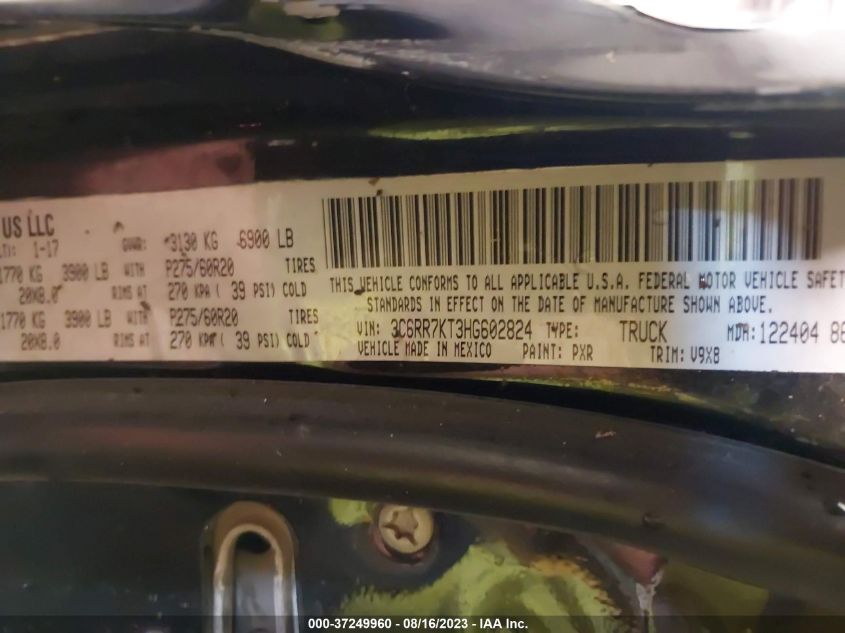 US LLC
1-17 GVWR: 3130 KG 6900 LB
1770 KG 3900 LB WITH P275/60R20 TIRES
20X8.0 RIMS AT 270 KPA ( 39 PSI) COLD
1770 KG 3900 LB WITH P275/60R20 TIRES
20X8.0 RIMS AT 270 KPA ( 39 PSI) COLD
THIS VEHICLE CONFORMS TO ALL APPLICABLE U.S.A. FEDERAL MOTOR VEHICLE SAFET
STANDARDS IN EFFECT ON THE DATE OF MANUFACTURE SHOWN ABOVE.
VIN: 3C6RR7KT3HG602824 TYPE: TRUCK MDH: 122404
VEHICLE MADE IN MEXICO PAINT: PXR TRIM: V9X8
000-37249960 - 08/16/2023 - IAA Inc.